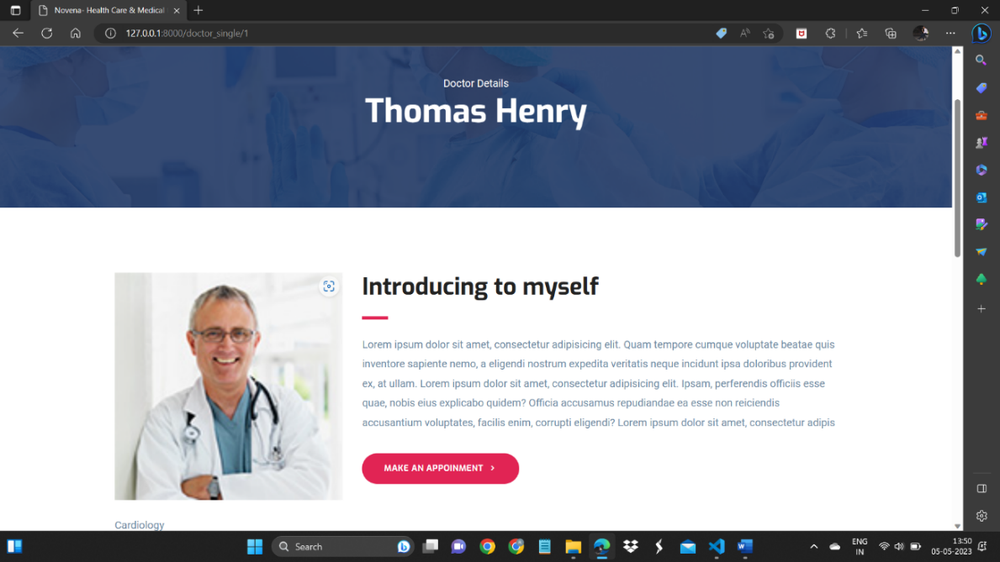 Novena- Health Care & Medical
127.0.0.1:8000/doctor_single/1
Doctor Details
Thomas Henry
Introducing to myself
Lorem ipsum dolor sit amet, consectetur adipisicing elit. Quam tempore cumque voluptate beatae quis
inventore sapiente nemo, a eligendi nostrum expedita veritatis neque incidunt ipsa doloribus provident
ex, at ullam. Lorem ipsum dolor sit amet, consectetur adipisicing elit. Ipsam, perferendis officiis esse
quae, nobis eius explicabo quidem? Officia accusamus repudiandae ea esse non reiciendis
accusantium voluptates, facilis enim, corrupti eligendi? Lorem ipsum dolor sit amet, consectetur adipis
MAKE AN APPOINMENT
Cardiology
Search
ENG
IN
13:50
05-05-2023